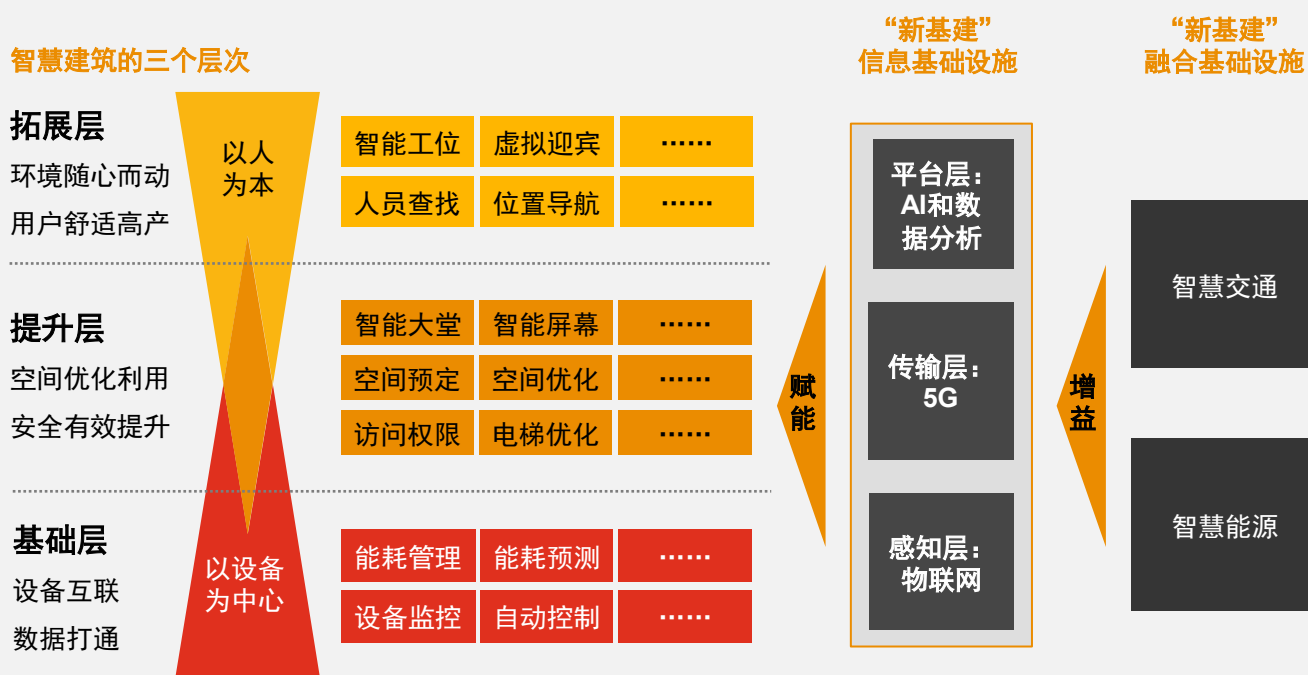 智慧建筑的三个层次
“新基建”
信息基础设施
“新基建”
融合基础设施
拓展层
环境随心而动
用户舒适高产
以人
为本
智能工位 虚拟迎宾 ……
人员查找 位置导航 ……
提升层
空间优化利用
安全有效提升
智能大堂 智能屏幕 ……
空间预定 空间优化 ……
访问权限 电梯优化 ……
基础层
设备互联
数据打通
以设备
为中心
能耗管理 能耗预测 ……
设备监控 自动控制 ……
赋
能
平台层：
AI和数
据分析
传输层：
5G
感知层：
物联网
增
益
智慧交通
智慧能源